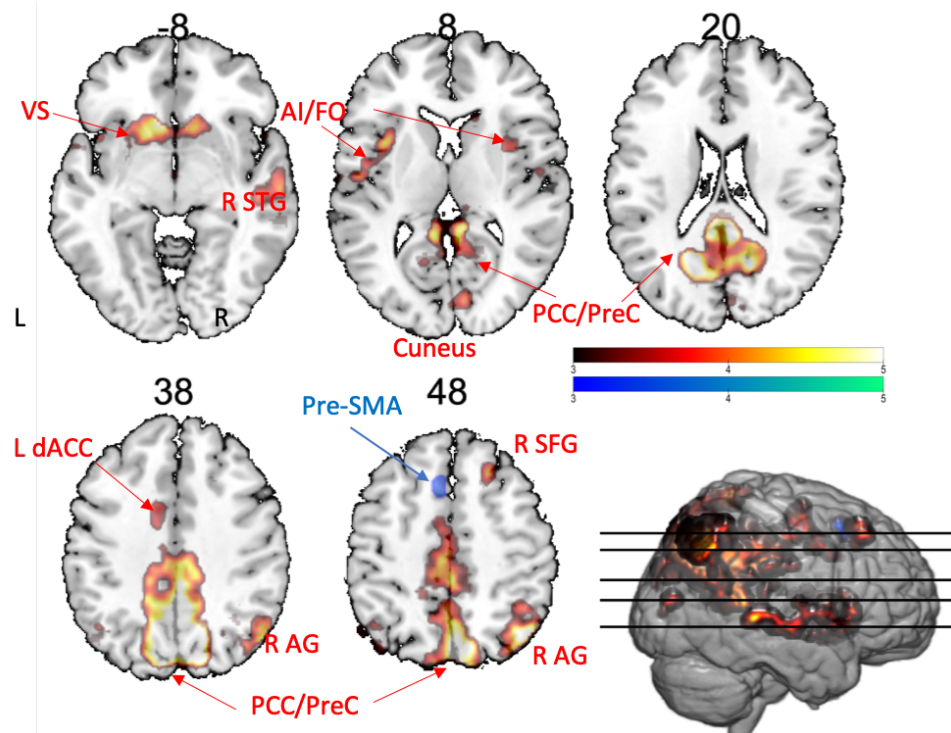 -8
8
20
VS
AI/FO
R STG
L
R
PCC/PreC
Cuneus
3
4
5
3
4
5
38
48
Pre-SMA
L dACC
R SFG
R AG
R AG
PCC/PreC